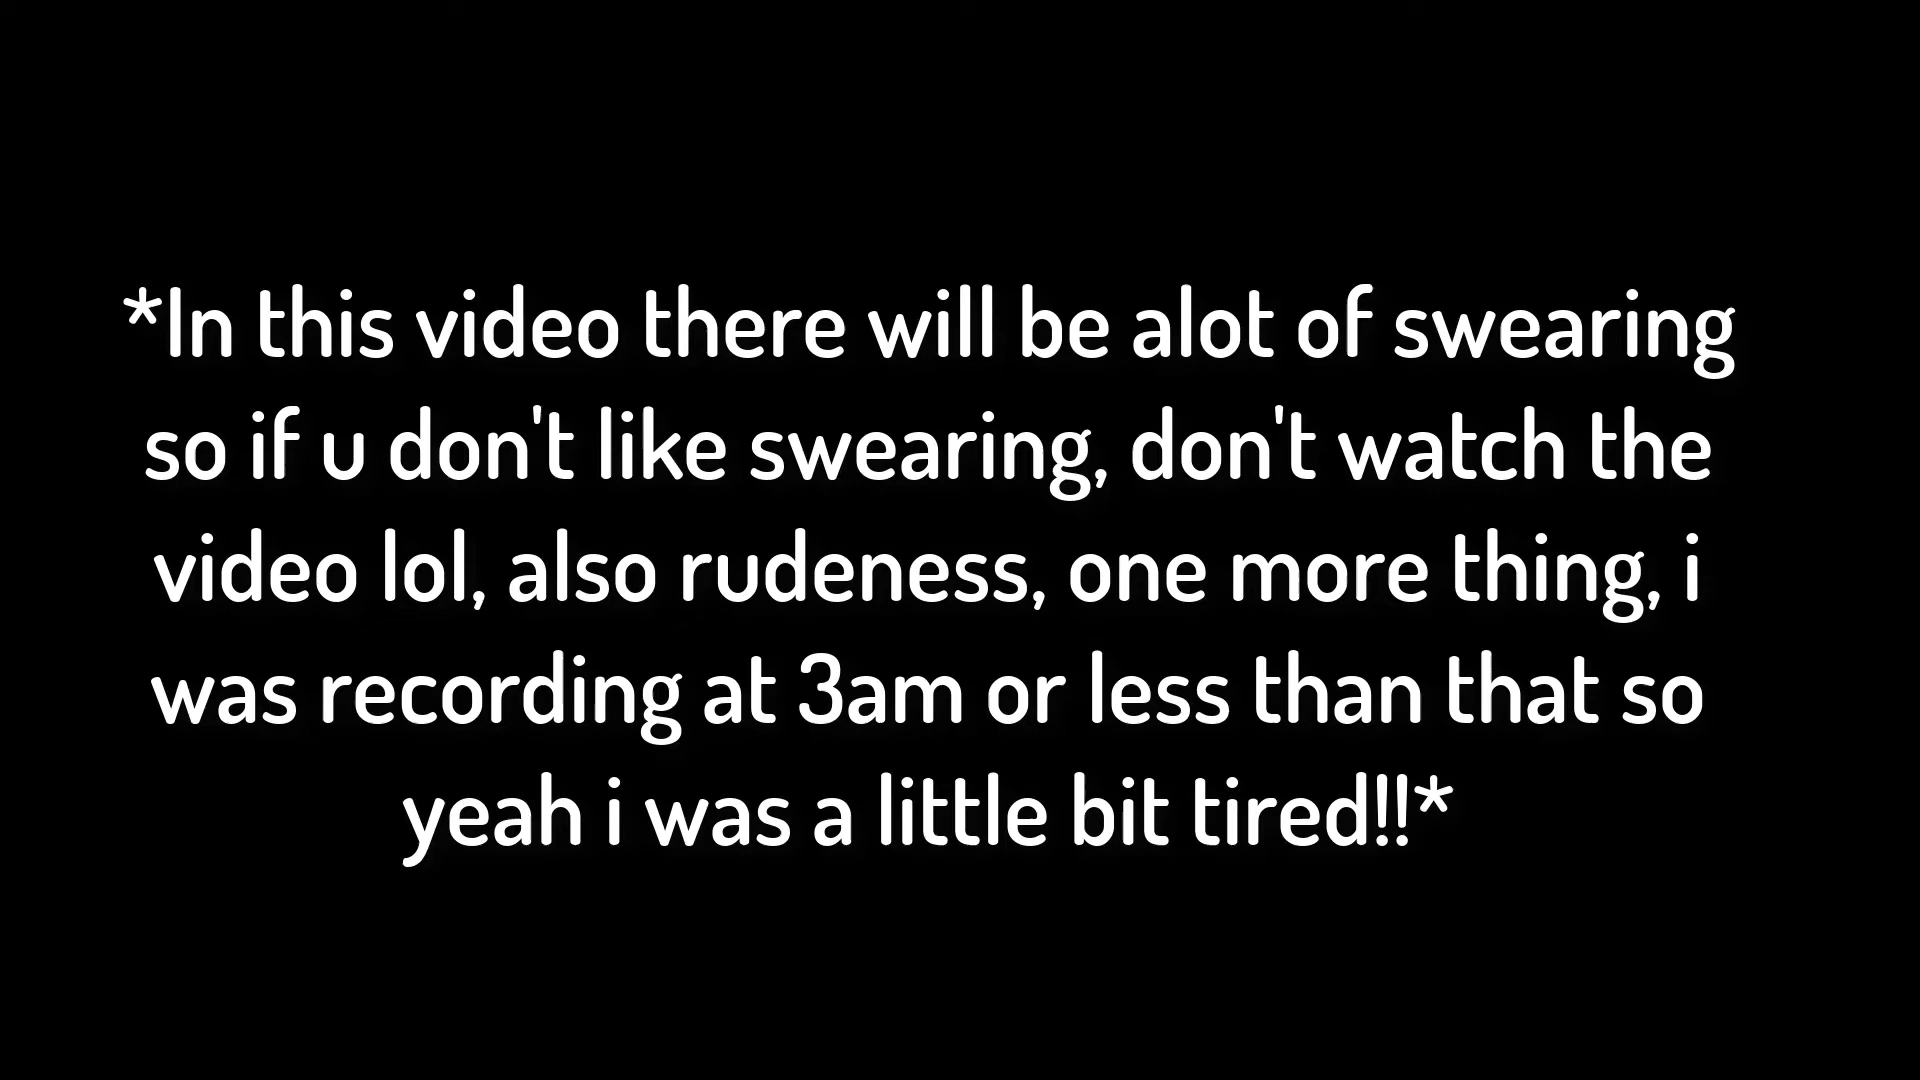 *In this video there will be alot of swearing
so if u don't like swearing, don't watch the
video lol, also rudeness, one more thing, i
was recording at 3am or less than that so
yeah i was a little bit tired!!*